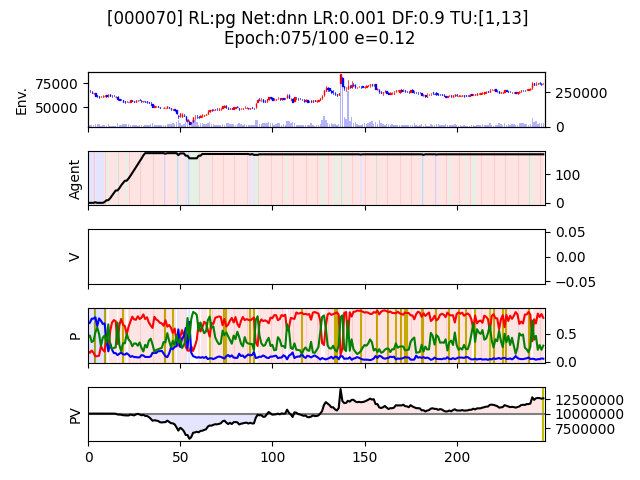 [000070] RL:pg Net:dnn LR:0.001 DF:0.9 TU:[1,13]
Epoch:075/100 e=0.12
Env.
75000
50000
250000
0
Agent
100
0
V
0.05
0.00
−0.05
P
0.5
0.0
PV
12500000
10000000
7500000
0 50 100 150 200